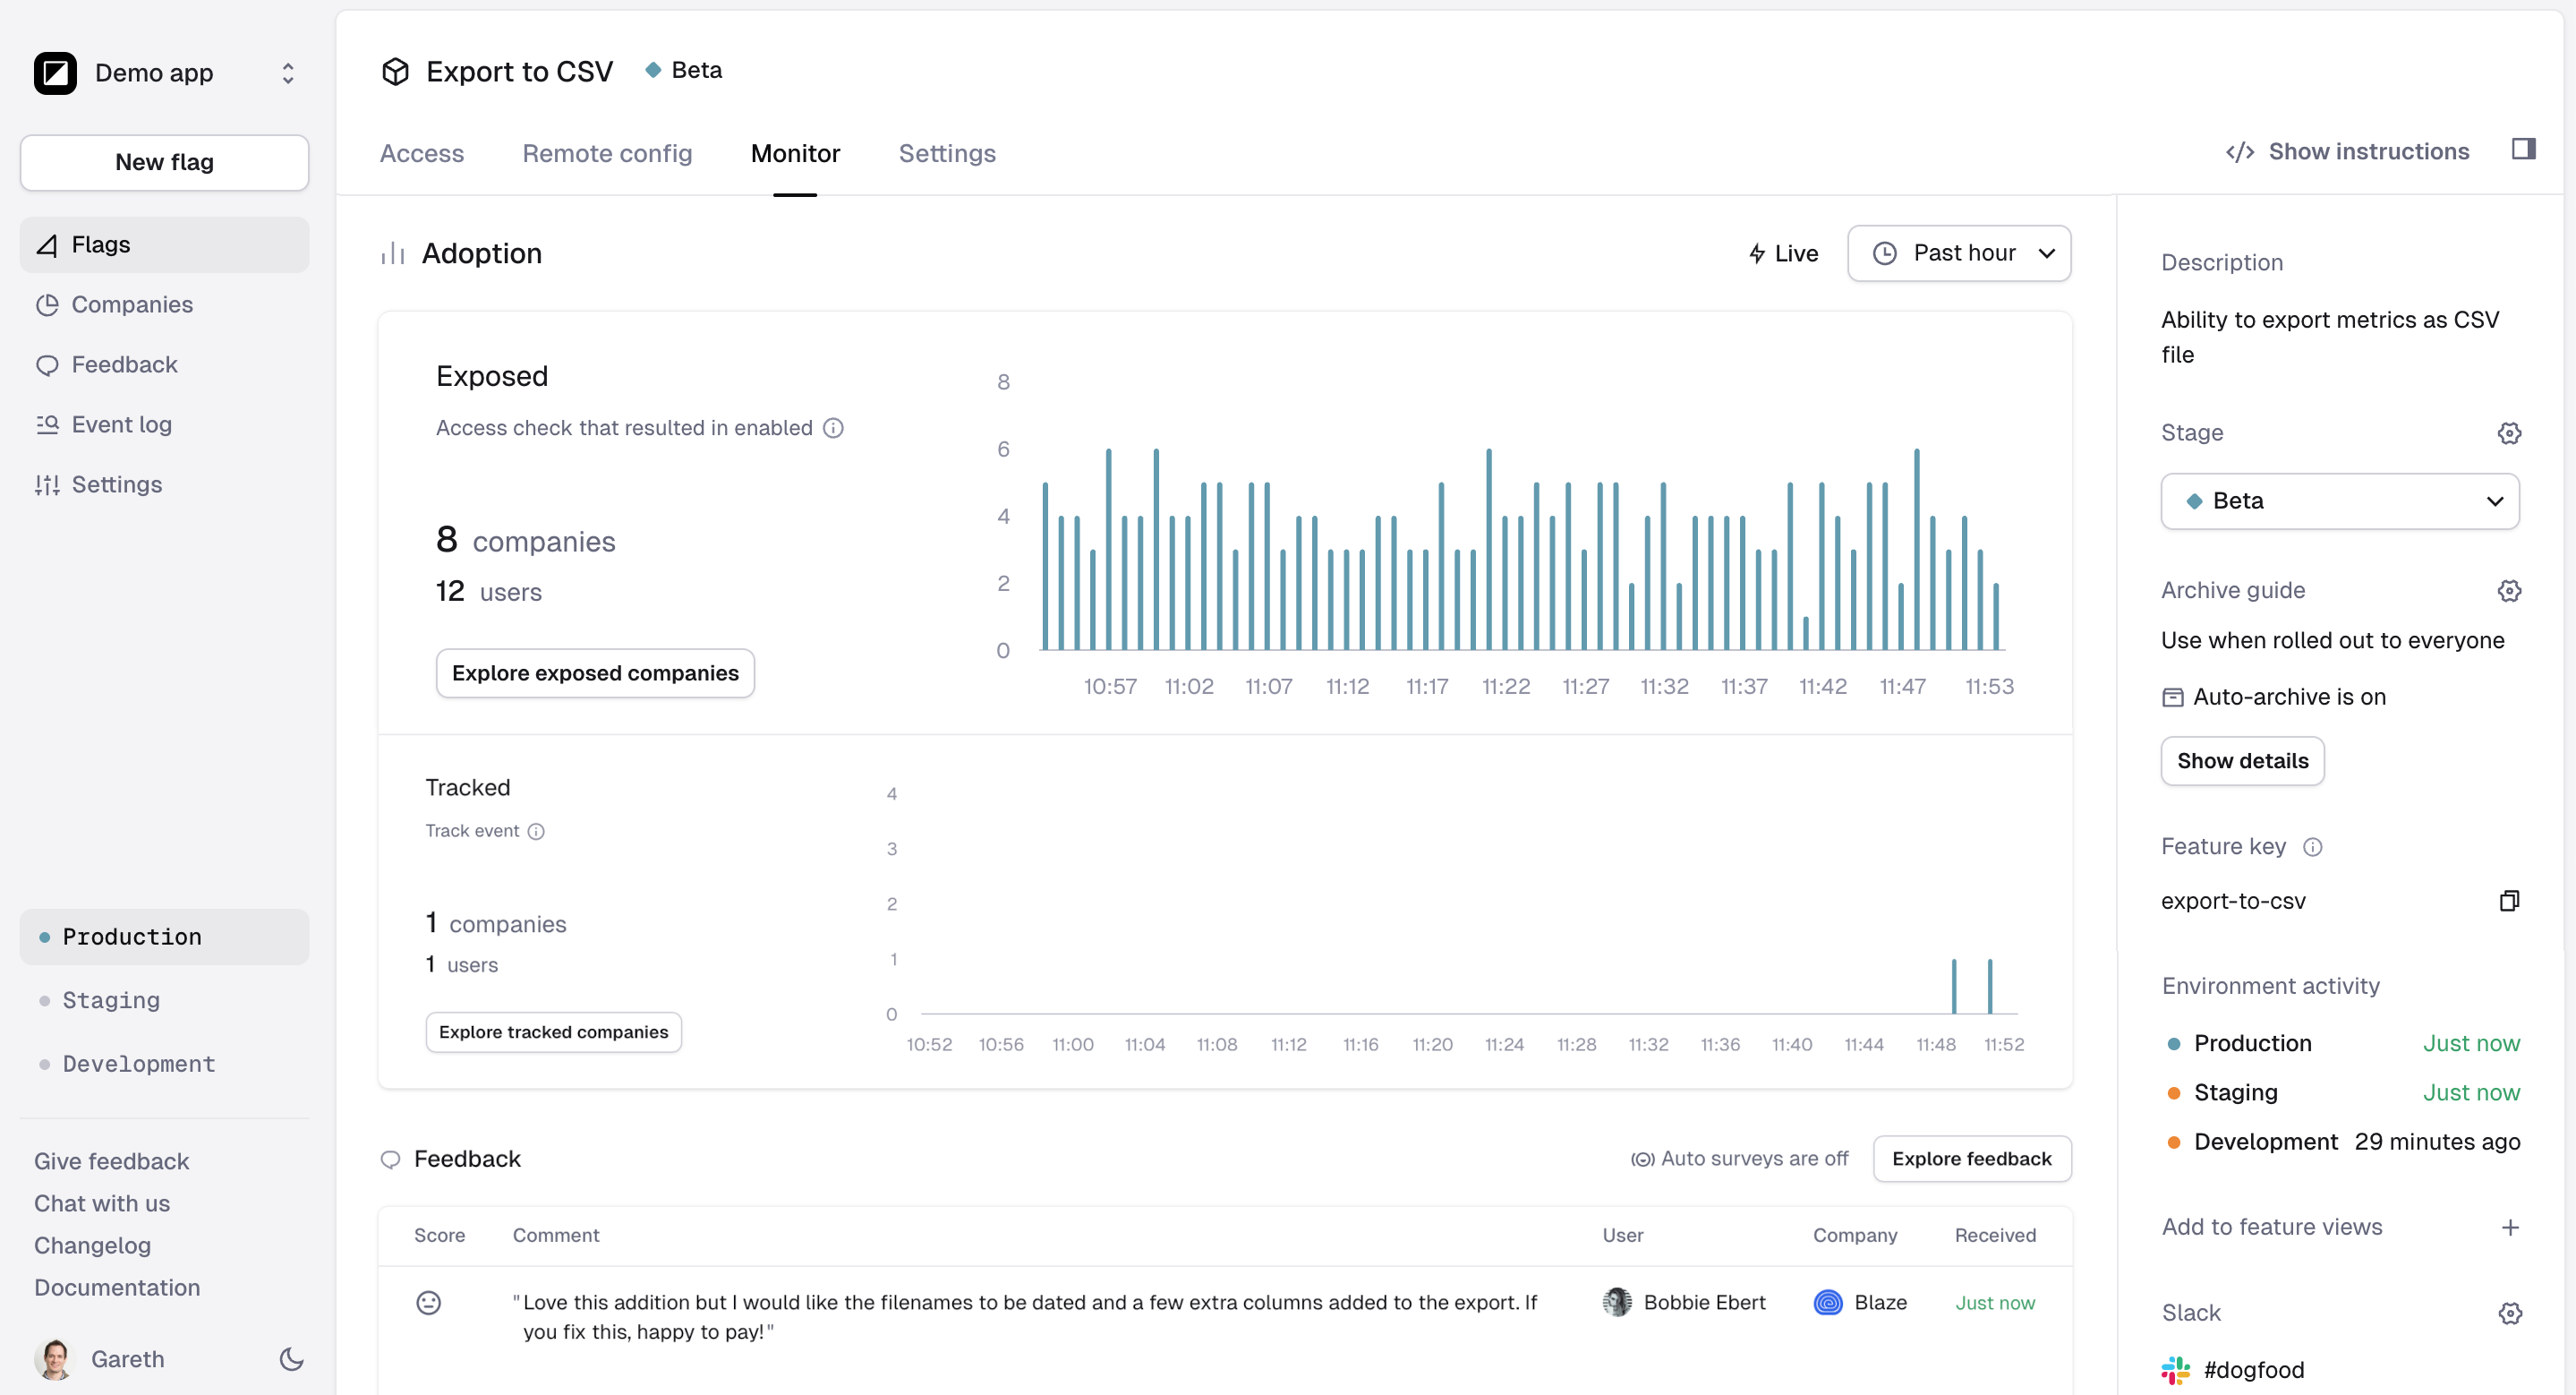 Demo app
New flag
Flags
Companies
Feedback
Event log
Settings
Production
Staging
Development
Give feedback
Chat with us
Changelog
Documentation
Gareth
Export to CSV
Beta
Access
Remote config
Monitor
Settings
Show instructions
Adoption
Live
Past hour
Exposed
Access check that resulted in enabled
8 companies
12 users
Explore exposed companies
8
6
4
2
0
10:57 11:02 11:07 11:12 11:17 11:22 11:27 11:32 11:37 11:42 11:47 11:53
Tracked
Track event
1 companies
1 users
Explore tracked companies
4
3
2
1
0
10:52 10:56 11:00 11:04 11:08 11:12 11:16 11:20 11:24 11:28 11:32 11:36 11:40 11:44 11:48 11:52
Feedback
Auto surveys are off
Explore feedback
Score Comment User Company Received
"Love this addition but I would like the filenames to be dated and a few extra columns added to the export. If
you fix this, happy to pay!"
Bobbie Ebert
Blaze
Just now
Description
Ability to export metrics as CSV
file
Stage
Beta
Archive guide
Use when rolled out to everyone
Auto-archive is on
Show details
Feature key
export-to-csv
Environment activity
Production Just now
Staging Just now
Development 29 minutes ago
Add to feature views
Slack
#dogfood